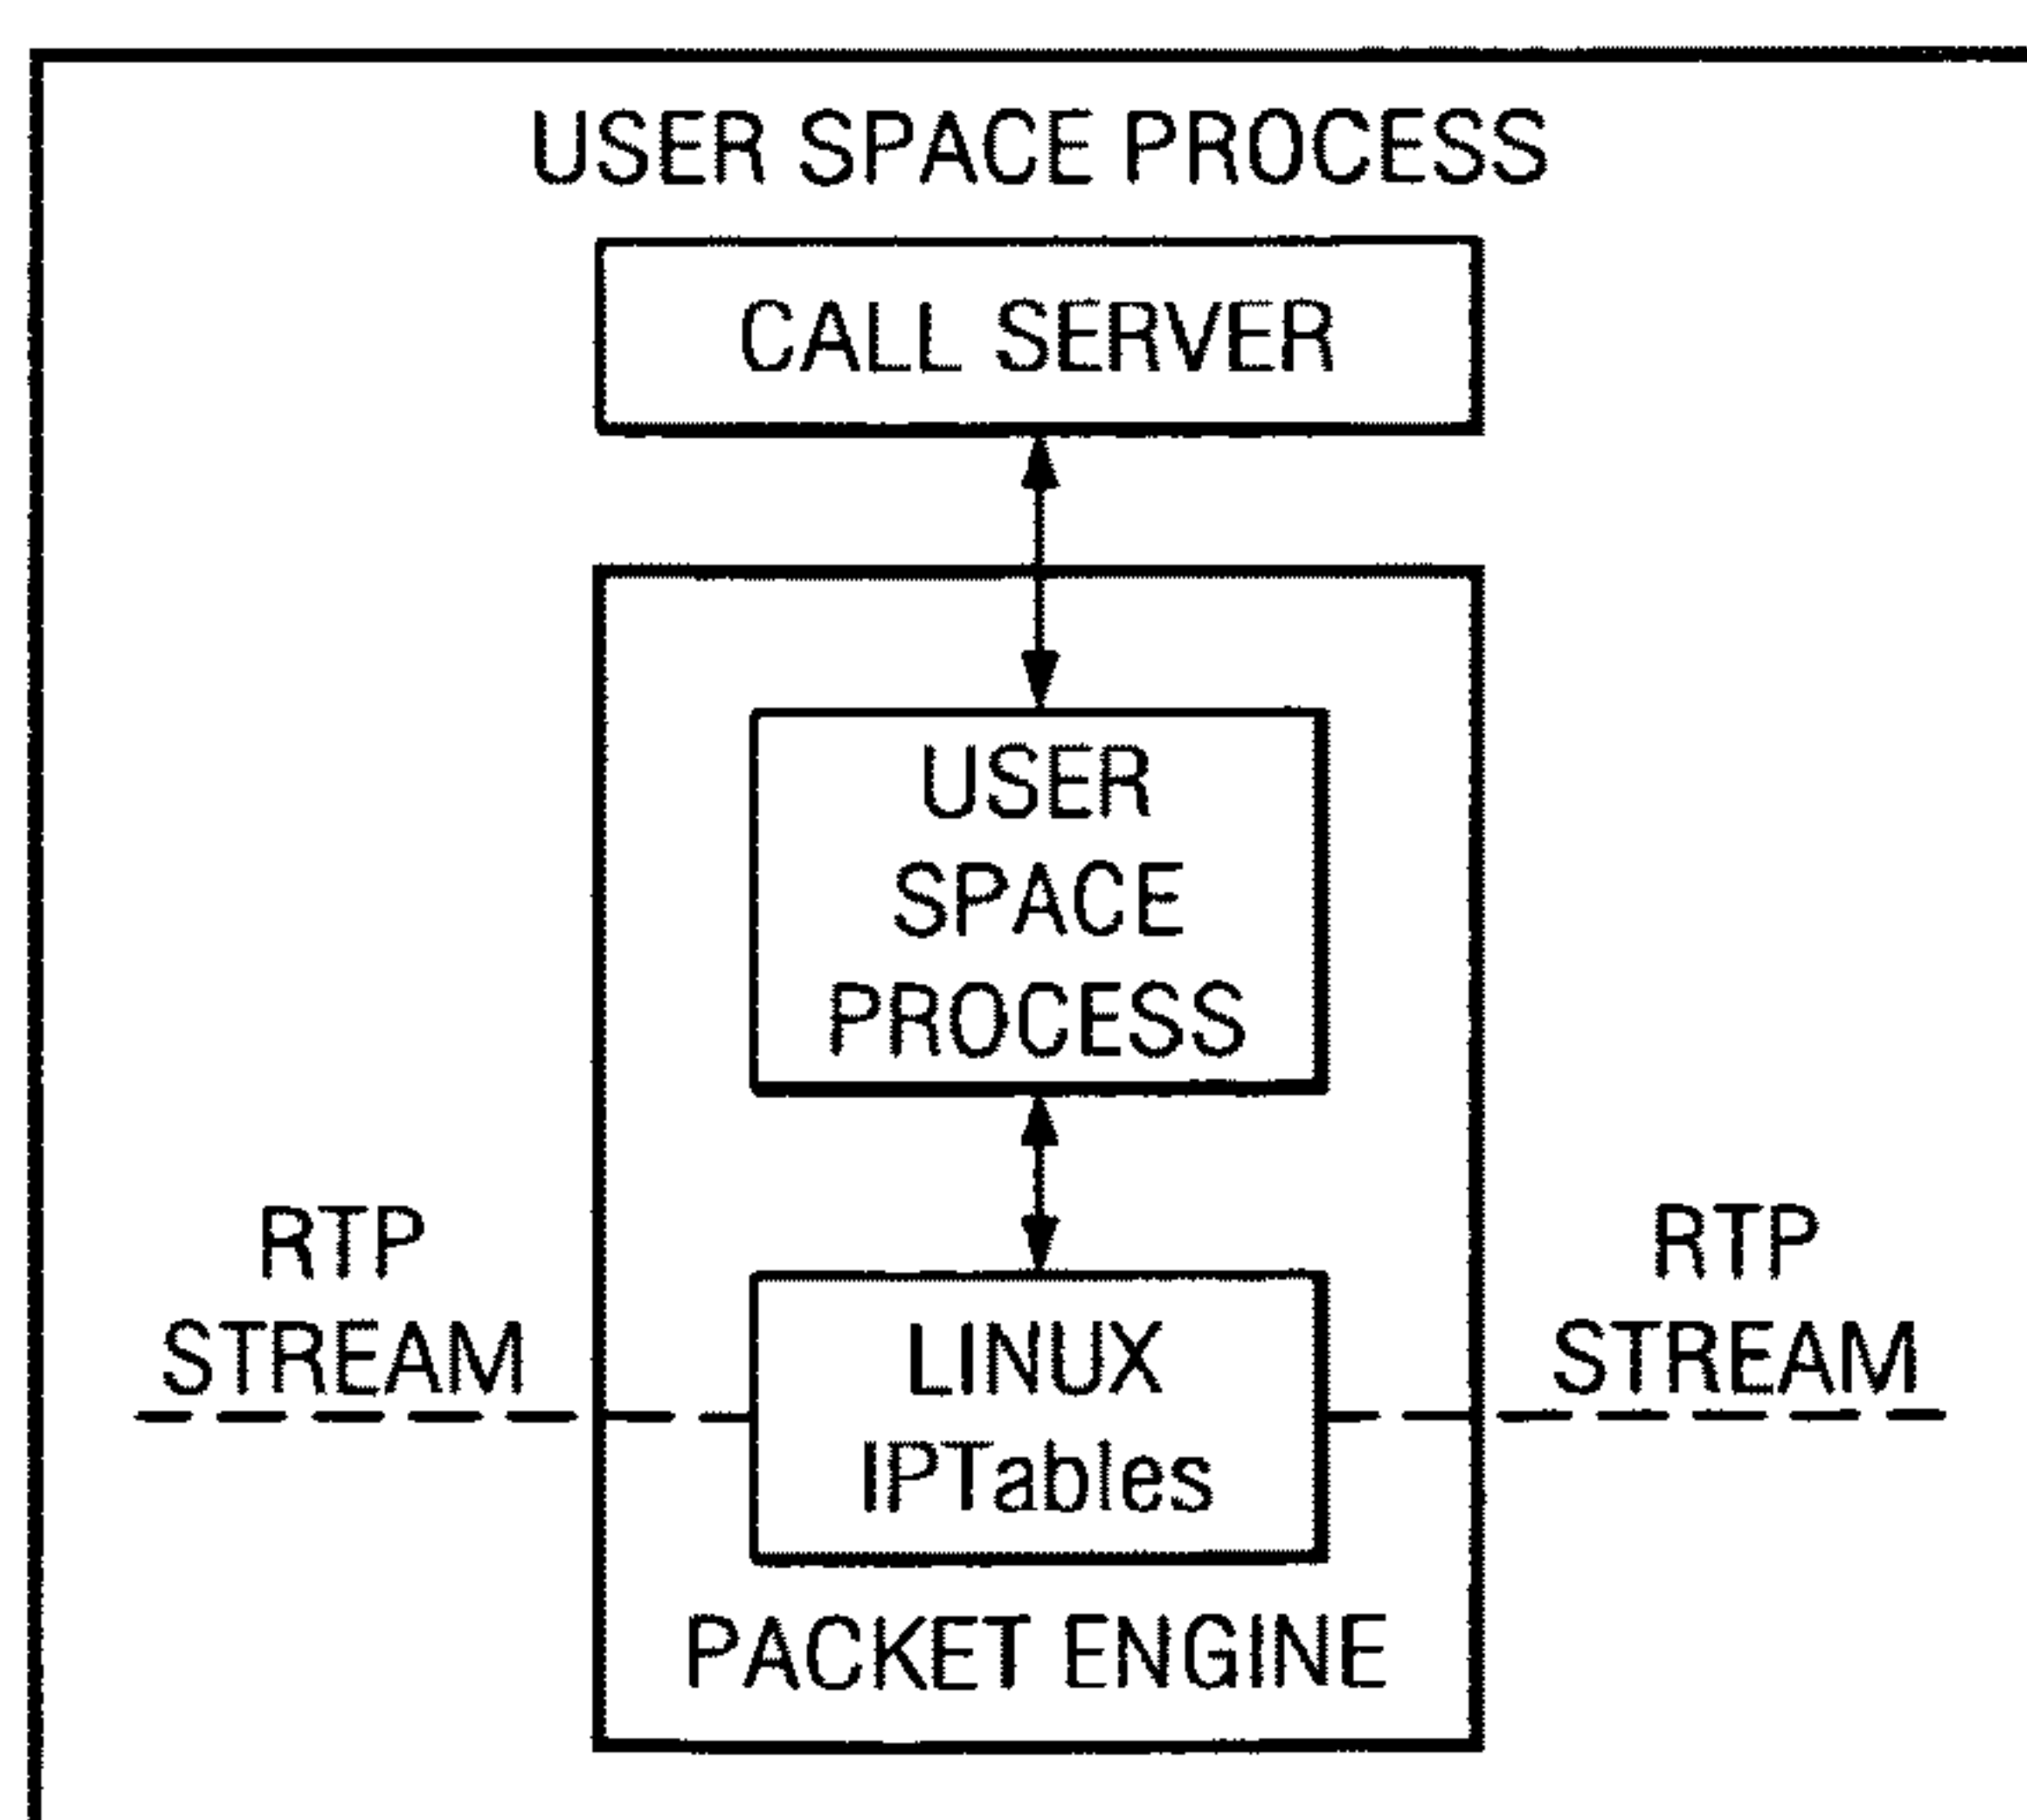 USER SPACE PROCESS
CALL SERVER
USER
SPACE
PROCESS
RTP
STREAM
RTP
STREAM
LINUX
IPTables
PACKET ENGINE